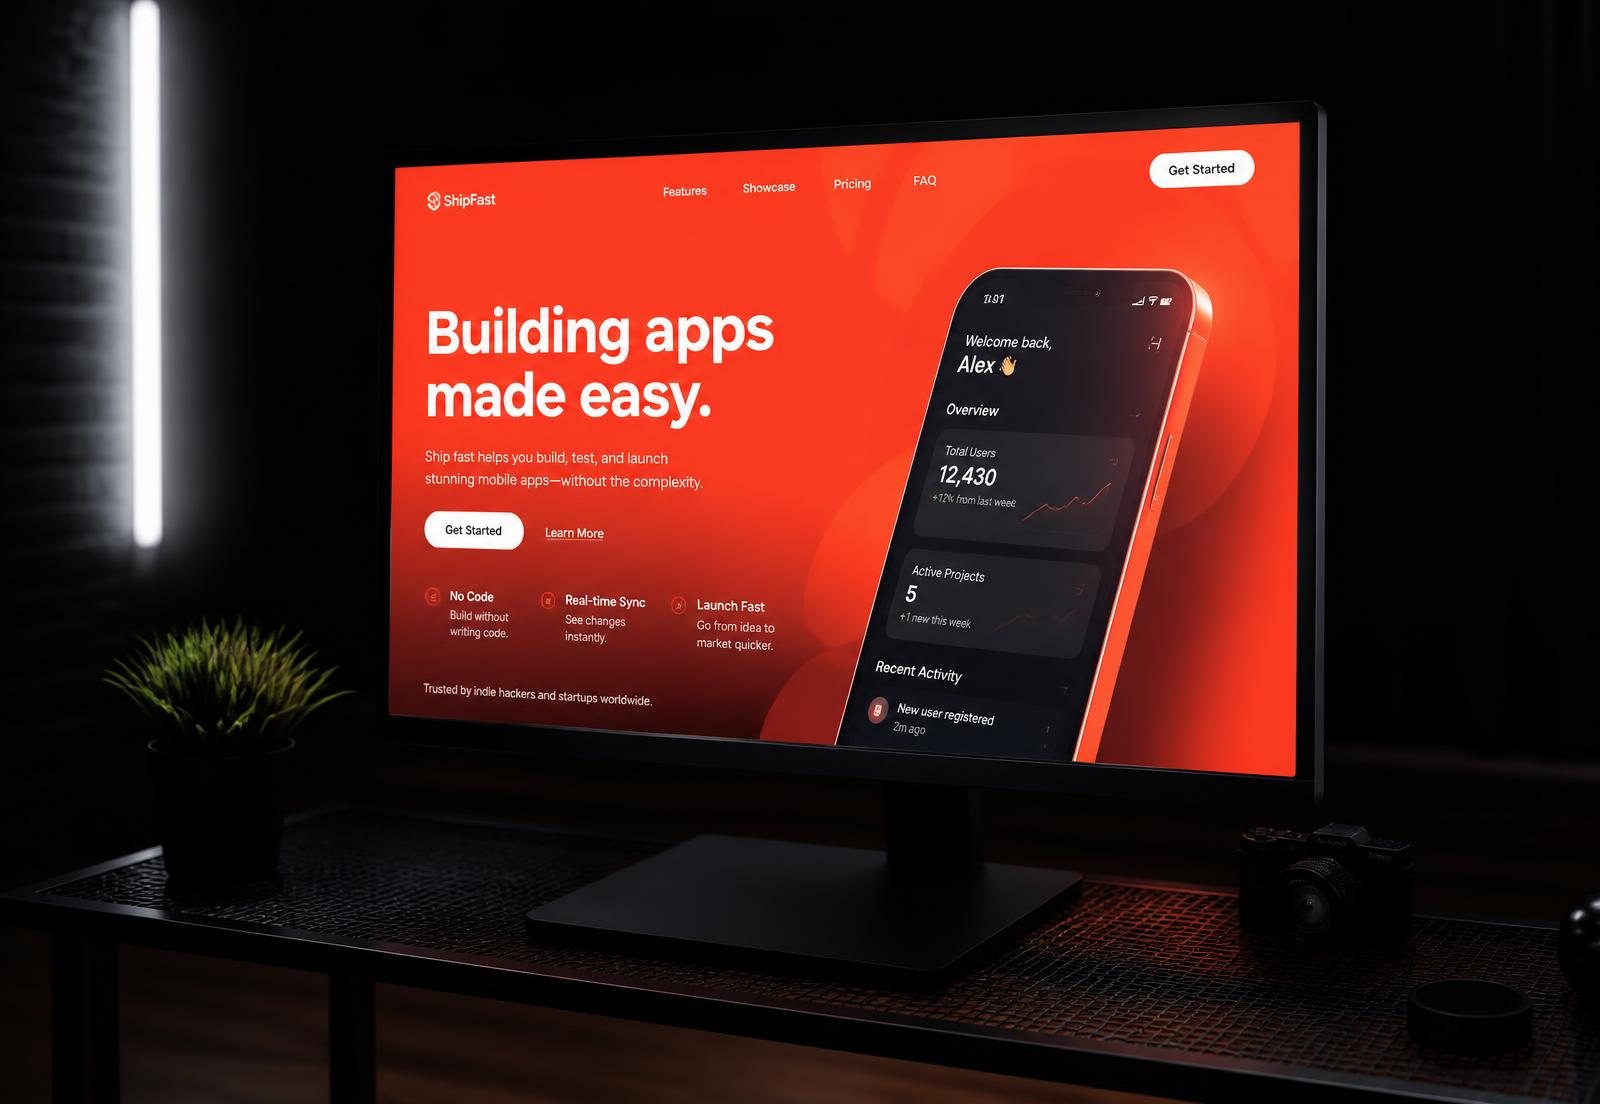 ShipFast
Features
Showcase
Pricing
FAQ
Get Started
Building apps
made easy.
Ship fast helps you build, test, and launch
stunning mobile apps—without the complexity.
Get Started
Learn More
No Code
Build without
writing code.
Real-time Sync
See changes
instantly.
Launch Fast
Go from idea to
market quicker.
Trusted by indie hackers and startups worldwide.
Welcome back,
Alex 👋
Overview
Total Users
12,430
+12% from last week
Active Projects
5
+1 new this week
Recent Activity
New user registered
2m ago